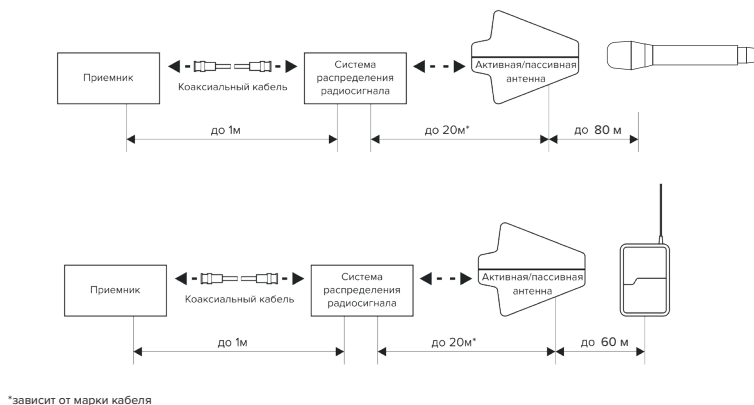 Приемник
Коаксиальный кабель
Система
распределения
радиосигнала
Активная/пассивная
антенна
до 1м
до 20м*
до 80 м
Приемник
Коаксиальный кабель
Система
распределения
радиосигнала
Активная/пассивная
антенна
до 1м
до 20м*
до 60 м
*зависит от марки кабеля